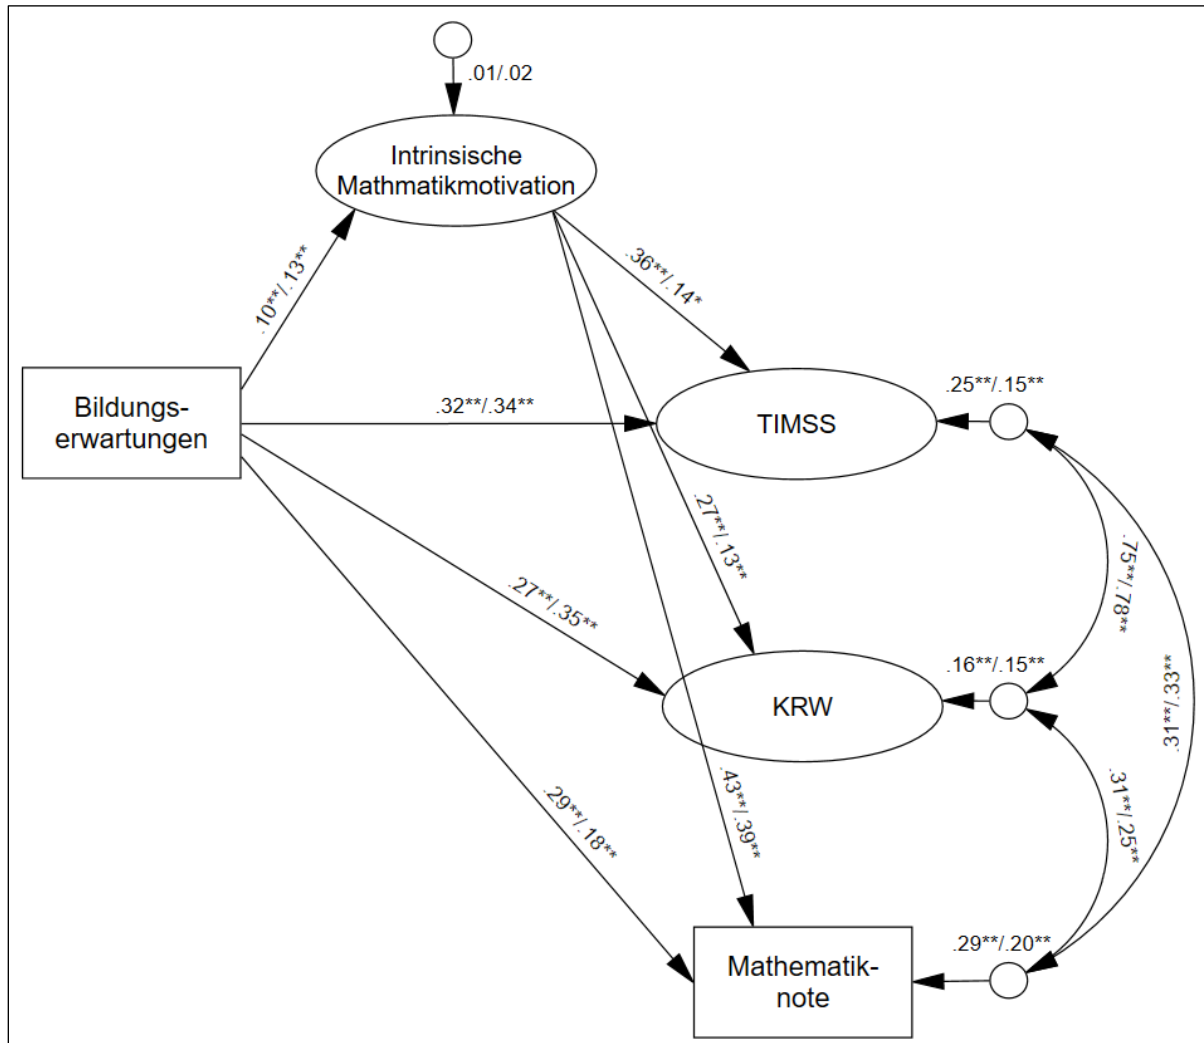 .01/.02
Intrinsische
Mathmatikmotivation
.10**/.13**
.36**/.14*
Bildungs-
erwartungen
.32**/.34**
TIMSS
.25**/.15**
.27**/.13**
.75**/.78**
.27**/.35**
.31**/.33**
KRW
.16**/.15**
.43**/.39**
.31**/.25**
.29**/.18**
Mathematik-
note
.29**/.20**